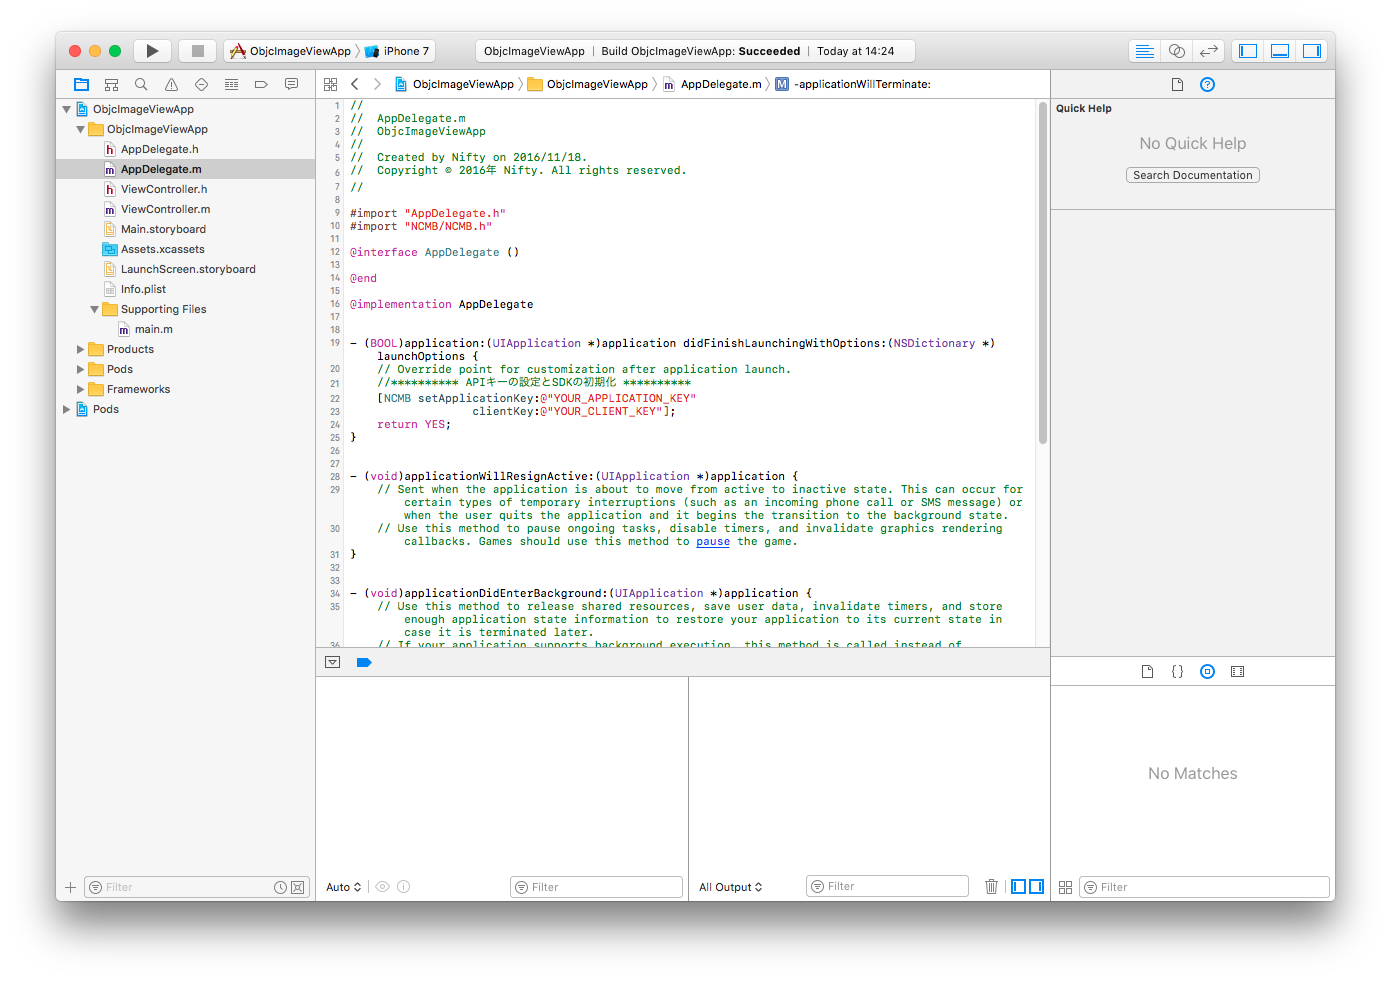 ObjcImageViewApp iPhone 7
ObjcImageViewApp | Build ObjcImageViewApp: Succeeded | Today at 14:24
ObjcImageViewApp
ObjcImageViewApp
AppDelegate.h
AppDelegate.m
ViewController.h
ViewController.m
Main.storyboard
Assets.xcassets
LaunchScreen.storyboard
Info.plist
Supporting Files
main.m
Products
Pods
Frameworks
Pods
Filter
ObjcImageViewApp ObjcImageViewApp AppDelegate.m M -applicationWillTerminate:
1 //
2 //  AppDelegate.m
3 //  ObjcImageViewApp
4 //
5 //  Created by Nifty on 2016/11/18.
6 //  Copyright © 2016年 Nifty. All rights reserved.
7 //
8
9 #import "AppDelegate.h"
10 #import "NCMB/NCMB.h"
11
12 @interface AppDelegate ()
13
14 @end
15
16 @implementation AppDelegate
17
18
19 - (BOOL)application:(UIApplication *)application didFinishLaunchingWithOptions:(NSDictionary *)
launchOptions {
20 // Override point for customization after application launch.
21 //********** APIキーの設定とSDKの初期化 **********
22 [NCMB setApplicationKey:@"YOUR_APPLICATION_KEY"
23 clientKey:@"YOUR_CLIENT_KEY"];
24 return YES;
25 }
26
27
28 - (void)applicationWillResignActive:(UIApplication *)application {
29 // Sent when the application is about to move from active to inactive state. This can occur for
certain types of temporary interruptions (such as an incoming phone call or SMS message) or
when the user quits the application and it begins the transition to the background state.
30 // Use this method to pause ongoing tasks, disable timers, and invalidate graphics rendering
callbacks. Games should use this method to pause the game.
31 }
32
33
34 - (void)applicationDidEnterBackground:(UIApplication *)application {
35 // Use this method to release shared resources, save user data, invalidate timers, and store
enough application state information to restore your application to its current state in
case it is terminated later.
36 // If your application supports background execution, this method is called instead of
Auto
Filter
All Output
Filter
Quick Help
No Quick Help
Search Documentation
{}
No Matches
Filter